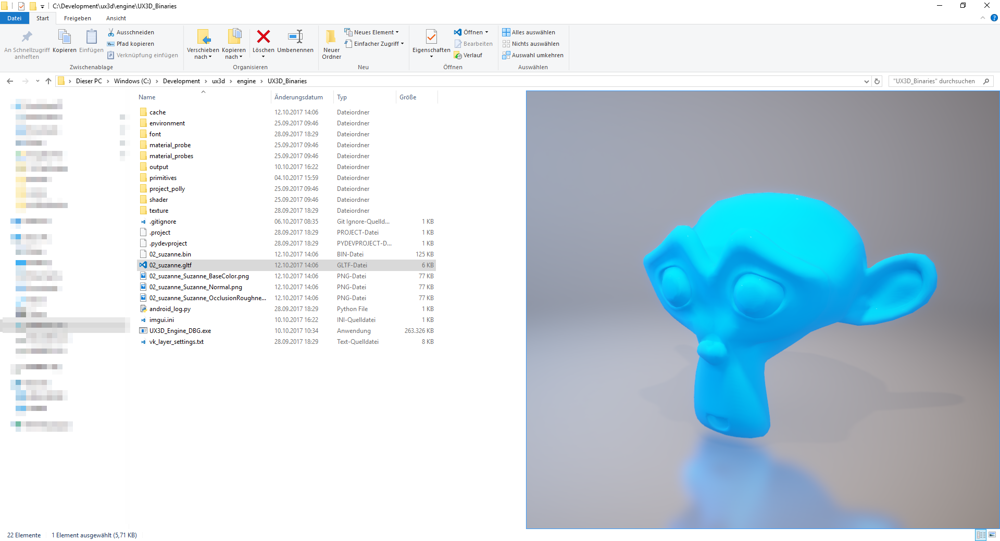 C:\Development\ux3d\engine\UX3D_Binaries
Datei Start Freigeben Ansicht
An Schnellzugriff anheften
Kopieren
Einfügen
Ausschneiden
Pfad kopieren
Verknüpfung einfügen
Zwischenablage
Verschieben nach
Kopieren nach
Löschen
Umbenennen
Organisieren
Neuer Ordner
Neues Element
Einfacher Zugriff
Neu
Eigenschaften
Öffnen
Bearbeiten
Verlauf
Öffnen
Alles auswählen
Nichts auswählen
Auswahl umkehren
Auswählen
Dieser PC Windows (C:) Development ux3d engine UX3D_Binaries
"UX3D_Binaries" durchsuchen
Name Änderungsdatum Typ Größe
cache 12.10.2017 14:06 Dateiordner
environment 25.09.2017 09:46 Dateiordner
font 28.09.2017 18:29 Dateiordner
material_probe 25.09.2017 09:46 Dateiordner
material_probes 25.09.2017 09:46 Dateiordner
output 10.10.2017 16:22 Dateiordner
primitives 04.10.2017 15:59 Dateiordner
project_polly 25.09.2017 09:46 Dateiordner
shader 25.09.2017 09:46 Dateiordner
texture 28.09.2017 18:29 Dateiordner
.gitignore 06.10.2017 08:35 Git Ignore-Quelld... 1 KB
.project 28.09.2017 18:29 PROJECT-Datei 1 KB
.pydevproject 28.09.2017 18:29 PYDEVPROJECT-D... 1 KB
02_suzanne.bin 12.10.2017 14:06 BIN-Datei 125 KB
02_suzanne.gltf 12.10.2017 14:06 GLTF-Datei 6 KB
02_suzanne_Suzanne_BaseColor.png 12.10.2017 14:06 PNG-Datei 77 KB
02_suzanne_Suzanne_Normal.png 12.10.2017 14:06 PNG-Datei 77 KB
02_suzanne_Suzanne_OcclusionRoughne... 12.10.2017 14:06 PNG-Datei 77 KB
android_log.py 28.09.2017 18:29 Python File 1 KB
imgui.ini 10.10.2017 16:22 INI-Quelldatei 1 KB
UX3D_Engine_DBG.exe 10.10.2017 10:34 Anwendung 263.326 KB
vk_layer_settings.txt 28.09.2017 18:29 Text-Quelldatei 8 KB
22 Elemente 1 Element ausgewählt (5,71 KB)